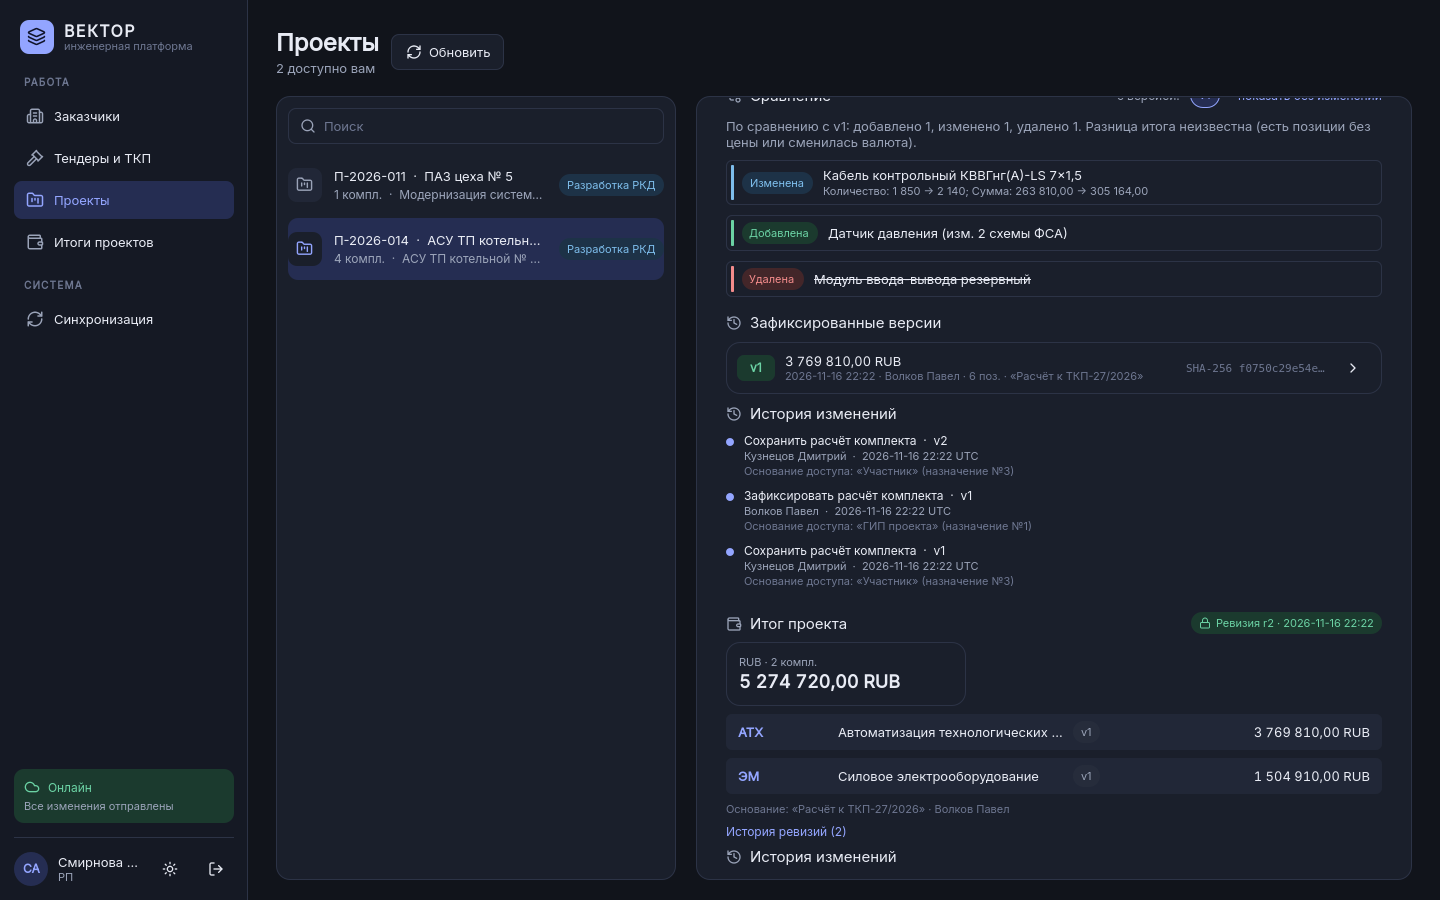 ВЕКТОР
инженерная платформа
РАБОТА
Заказчики
Тендеры и ТКП
Проекты
Итоги проектов
СИСТЕМА
Синхронизация
Онлайн
Все изменения отправлены
СА
Смирнова ...
РП
Проекты
2 доступно вам
Обновить
Поиск
П-2026-011 · ПАЗ цеха № 5
1 компл. · Модернизация систем...
Разработка РКД
П-2026-014 · АСУ ТП котельн...
4 компл. · АСУ ТП котельной № ...
Разработка РКД
Сравнение
с версией:
показать без изменений
По сравнению с v1: добавлено 1, изменено 1, удалено 1. Разница итога неизвестна (есть позиции без
цены или сменилась валюта).
Изменена
Кабель контрольный КВВГнг(А)-LS 7×1,5
Количество: 1 850 → 2 140; Сумма: 263 810,00 → 305 164,00
Добавлена
Датчик давления (изм. 2 схемы ФСА)
Удалена
Модуль ввода-вывода резервный
Зафиксированные версии
v1
3 769 810,00 RUB
2026-11-16 22:22 · Волков Павел · 6 поз. · «Расчёт к ТКП-27/2026»
SHA-256 f0750c29e54e…
История изменений
Сохранить расчёт комплекта · v2
Кузнецов Дмитрий · 2026-11-16 22:22 UTC
Основание доступа: «Участник» (назначение №3)
Зафиксировать расчёт комплекта · v1
Волков Павел · 2026-11-16 22:22 UTC
Основание доступа: «ГИП проекта» (назначение №1)
Сохранить расчёт комплекта · v1
Кузнецов Дмитрий · 2026-11-16 22:22 UTC
Основание доступа: «Участник» (назначение №3)
Итог проекта
Ревизия r2 · 2026-11-16 22:22
RUB · 2 компл.
5 274 720,00 RUB
АТХ
Автоматизация технологических ...
v1
3 769 810,00 RUB
ЭМ
Силовое электрооборудование
v1
1 504 910,00 RUB
Основание: «Расчёт к ТКП-27/2026» · Волков Павел
История ревизий (2)
История изменений